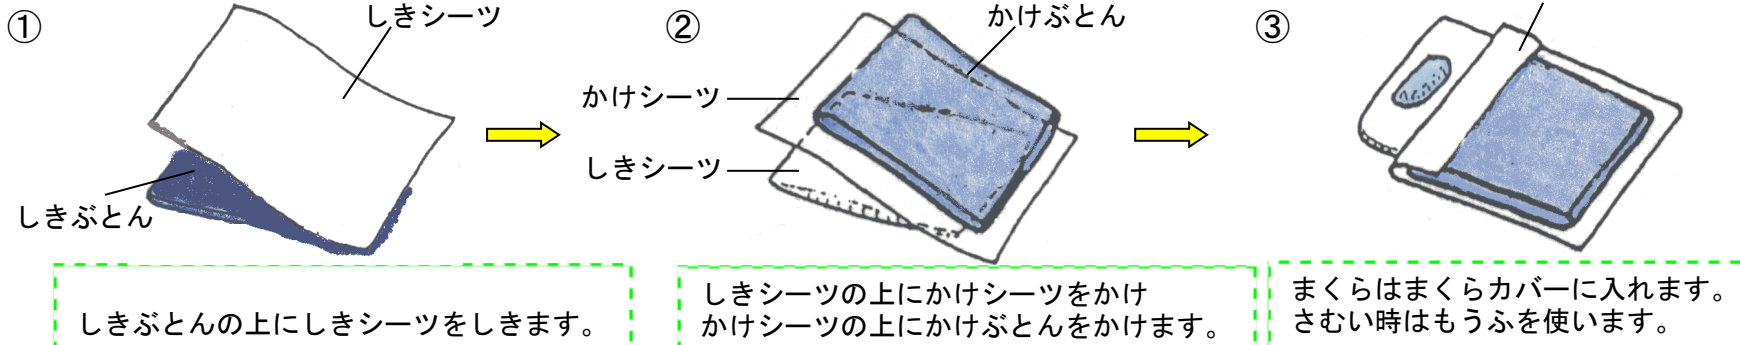 ①
しきシーツ
しきぶとん
しきぶとんの上にしきシーツをしきます。
②
かけぶとん
かけシーツ
しきシーツ
しきシーツの上にかけシーツをかけ
かけシーツの上にかけぶとんをかけます。
③
まくらはまくらカバーに入れます。
さむい時はもうふを使います。